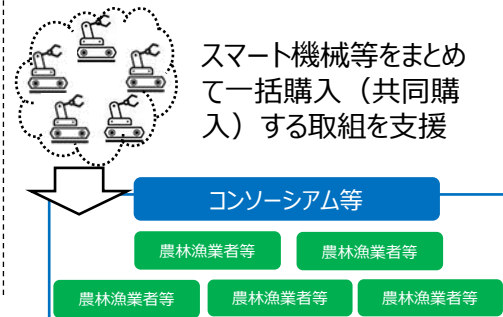 スマート機械等をまとめ
て一括購入（共同購
入）する取組を支援
コンソーシアム等
農林漁業者等
農林漁業者等
農林漁業者等
農林漁業者等
農林漁業者等